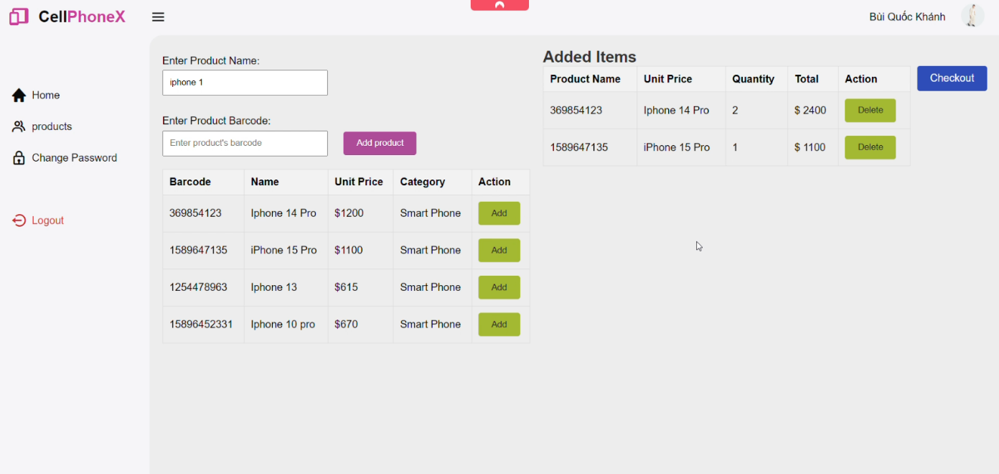 CellPhoneX
Bùi Quốc Khánh
Home
products
Change Password
Logout
Enter Product Name:
iphone 1
Enter Product Barcode:
Enter product's barcode
Add product
Barcode Name Unit Price Category Action
369854123 Iphone 14 Pro $1200 Smart Phone Add
1589647135 iPhone 15 Pro $1100 Smart Phone Add
1254478963 Iphone 13 $615 Smart Phone Add
15896452331 Iphone 10 pro $670 Smart Phone Add
Added Items
Product Name Unit Price Quantity Total Action
369854123 Iphone 14 Pro 2 $ 2400 Delete
1589647135 iPhone 15 Pro 1 $ 1100 Delete
Checkout